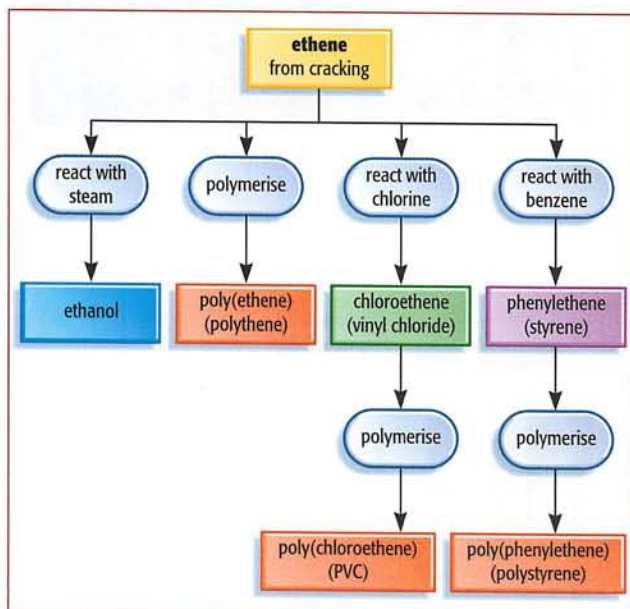 ethene
from cracking
react with
steam
polymerise
react with
chlorine
react with
benzene
ethanol
poly(ethene)
(polythene)
chloroethene
(vinyl chloride)
phenylethene
(styrene)
polymerise
polymerise
poly(chloroethene)
(PVC)
poly(phenylethene)
(polystyrene)